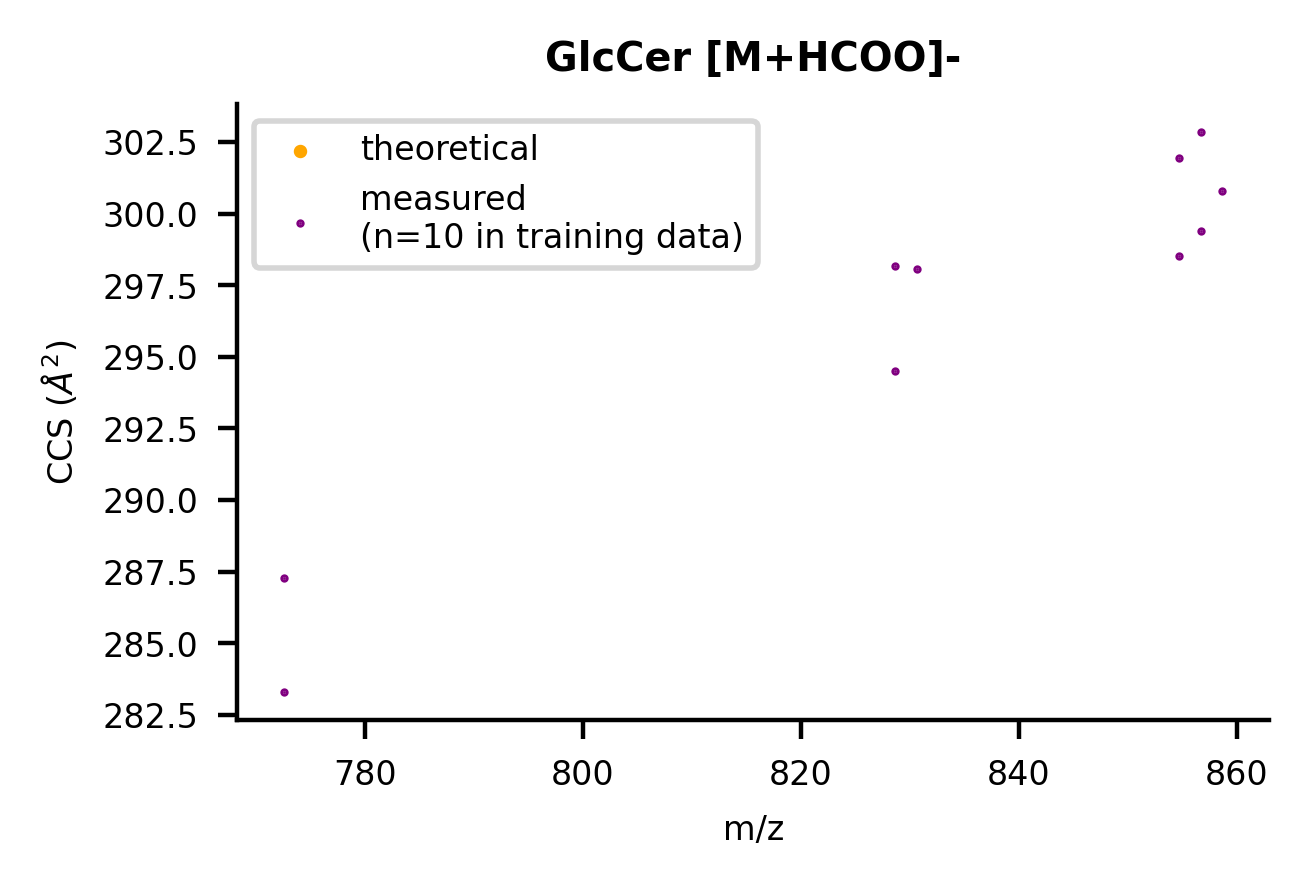 GlcCer [M+HCOO]-
theoretical
measured
(n=10 in training data)
302.5
300.0
297.5
295.0
292.5
290.0
287.5
285.0
282.5
CCS (Å²)
780 800 820 840 860
m/z